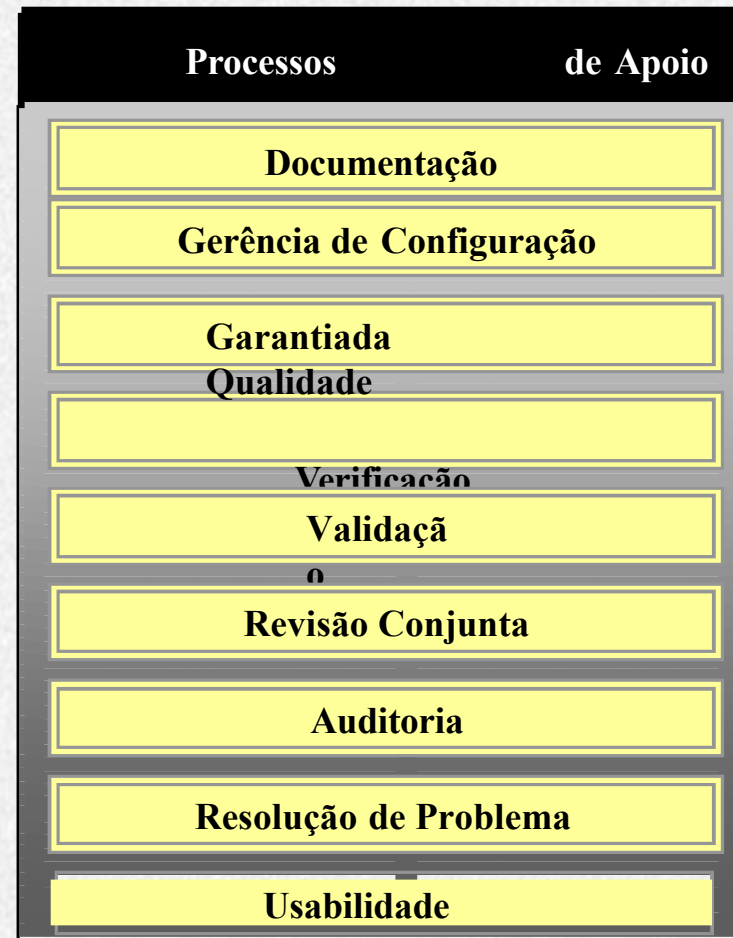 Processos de Apoio
Documentação
Gerência de Configuração
Garantiada
Qualidade
Verificação
Validaçã
o
Revisão Conjunta
Auditoria
Resolução de Problema
Usabilidade